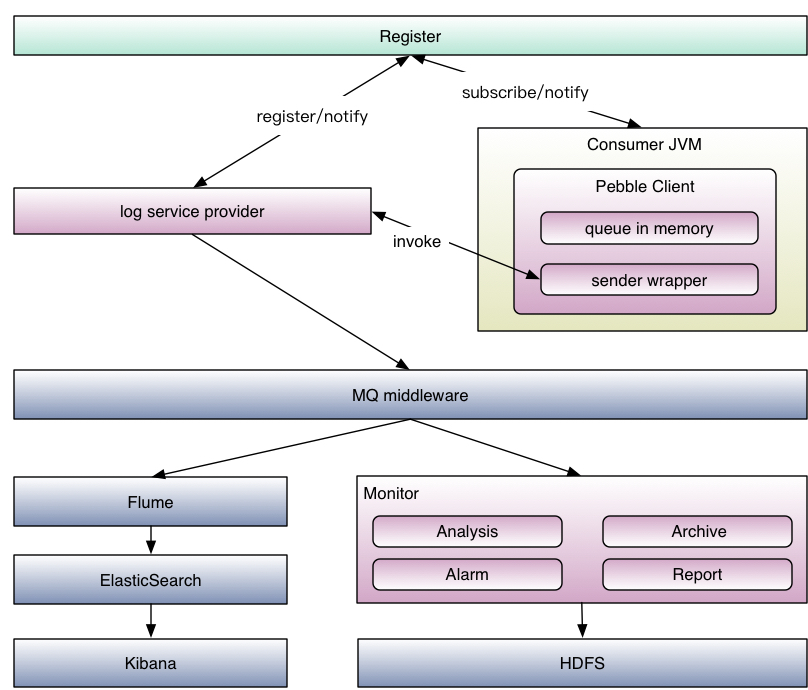 Register
subscribe/notify
register/notify
Consumer JVM
Pebble Client
log service provider
queue in memory
invoke
sender wrapper
MQ middleware
Flume
Monitor
Analysis
Archive
ElasticSearch
Alarm
Report
Kibana
HDFS